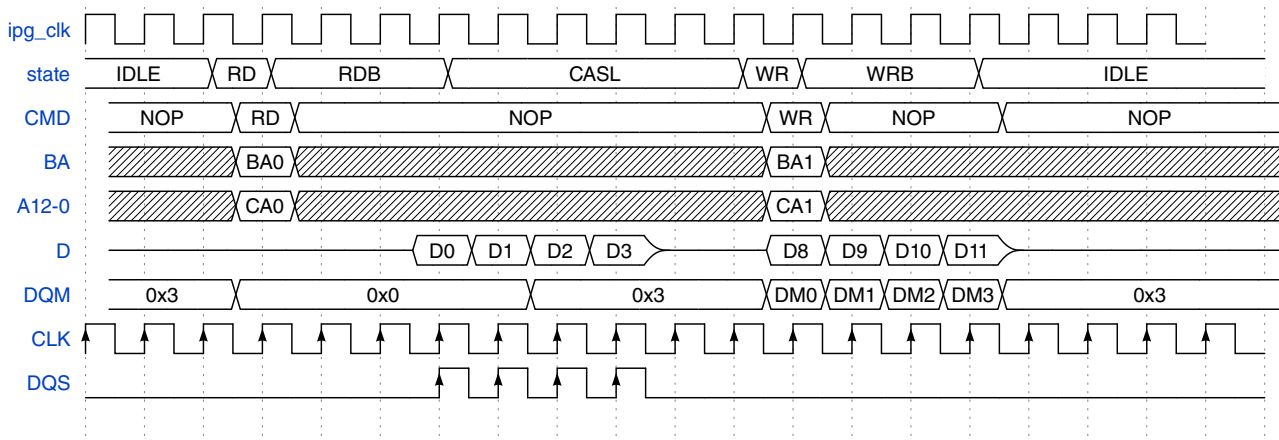 ipg_clk
state IDLE RD RDB CASL WR WRB IDLE
CMD NOP RD NOP WR NOP NOP
BA BA0 BA1
A12-0 CA0 CA1
D D0 D1 D2 D3 D8 D9 D10 D11
DQM 0x3 0x0 0x3 DM0 DM1 DM2 DM3 0x3
CLK
DQS